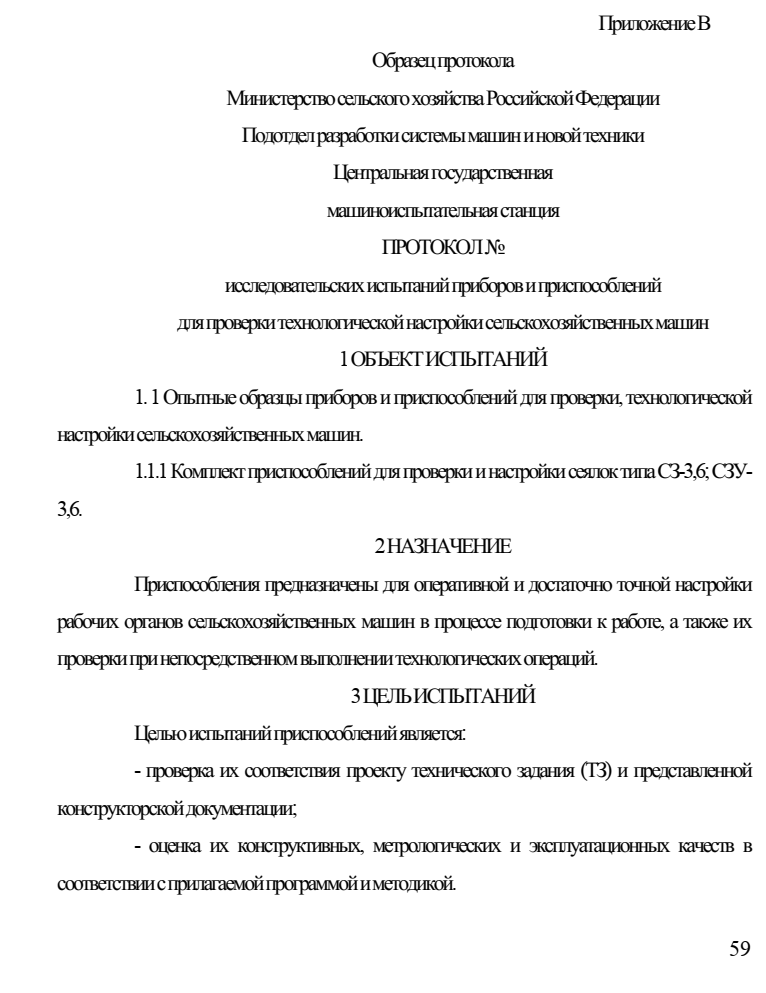 Приложение В
Образец протокола
Министерство сельского хозяйства Российской Федерации
Подотдел разработки системы машин и новой техники
Центральная государственная
машиноиспытательная станция
ПРОТОКОЛ №
исследовательских испытаний приборов и приспособлений
для проверки технологической настройки сельскохозяйственных машин
1 ОБЪЕКТ ИСПЫТАНИЙ
1. 1 Опытные образцы приборов и приспособлений для проверки, технологической
настройки сельскохозяйственных машин.
1.1.1 Комплект приспособлений для проверки и настройки сеялок типа СЗ-3,6; СЗУ-
3,6.
2 НАЗНАЧЕНИЕ
Приспособления предназначены для оперативной и достаточно точной настройки
рабочих органов сельскохозяйственных машин в процессе подготовки к работе, а также их
проверки при непосредственном выполнении технологических операций.
3 ЦЕЛЬ ИСПЫТАНИЙ
Целью испытаний приспособлений является:
- проверка их соответствия проекту технического задания (ТЗ) и представленной
конструкторской документации;
- оценка их конструктивных, метрологических и эксплуатационных качеств в
соответствии с прилагаемой программой и методикой.
59